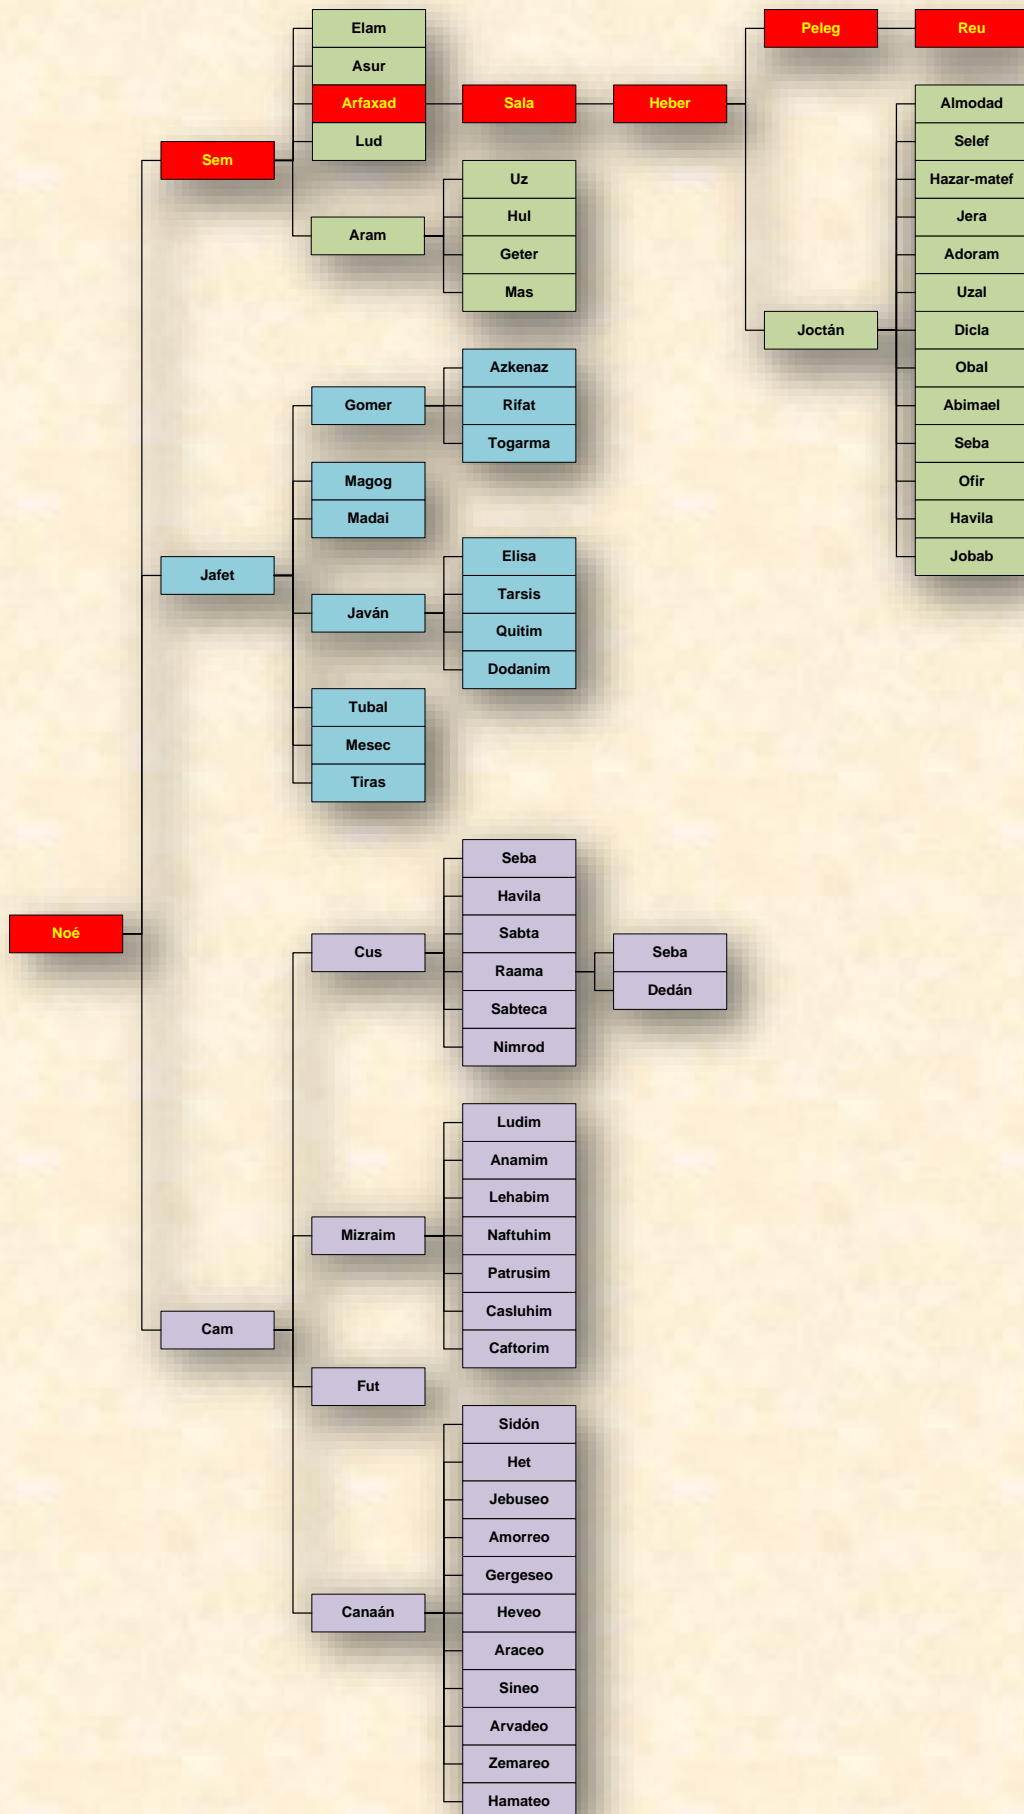 Elam
Asur
Arfaxad
Lud
Sem
Aram
Sala
Heber
Peleg
Reu
Uz
Hul
Geter
Mas
Joctán
Almodad
Selef
Hazar-matef
Jera
Adoram
Uzal
Dicla
Obal
Abimael
Seba
Ofir
Havila
Jobab
Jafet
Gomer
Azkenaz
Rifat
Togarma
Magog
Madai
Javán
Elisa
Tarsis
Quitim
Dodanim
Tubal
Mesec
Tiras
Noé
Cam
Cus
Seba
Havila
Sabta
Raama
Sabteca
Nimrod
Seba
Dedán
Mizraim
Ludim
Anamim
Lehabim
Naftuhim
Patrusim
Casluhim
Caftorim
Fut
Canaán
Sidón
Het
Jebuseo
Amorreo
Gergeseo
Heveo
Araceo
Sineo
Arvadeo
Zemareo
Hamateo